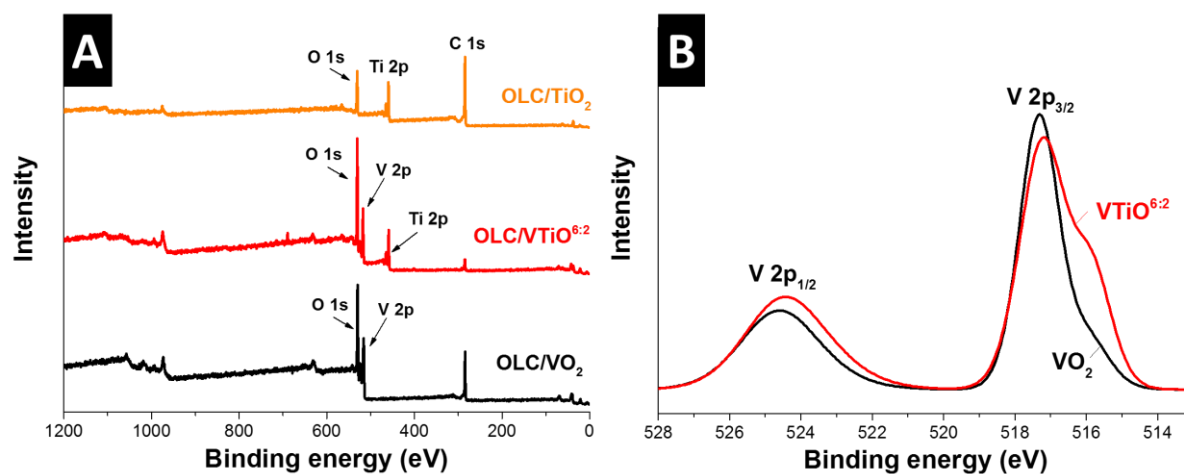 A
O 1s
Ti 2p
C 1s
OLC/TiO2
O 1s
V 2p
Ti 2p
OLC/VTiO6:2
O 1s
V 2p
OLC/VO2
Intensity
1200 1000 800 600 400 200 0
Binding energy (eV)
B
V 2p3/2
VTiO6:2
V 2p1/2
VO2
Intensity
528 526 524 522 520 518 516 514
Binding energy (eV)